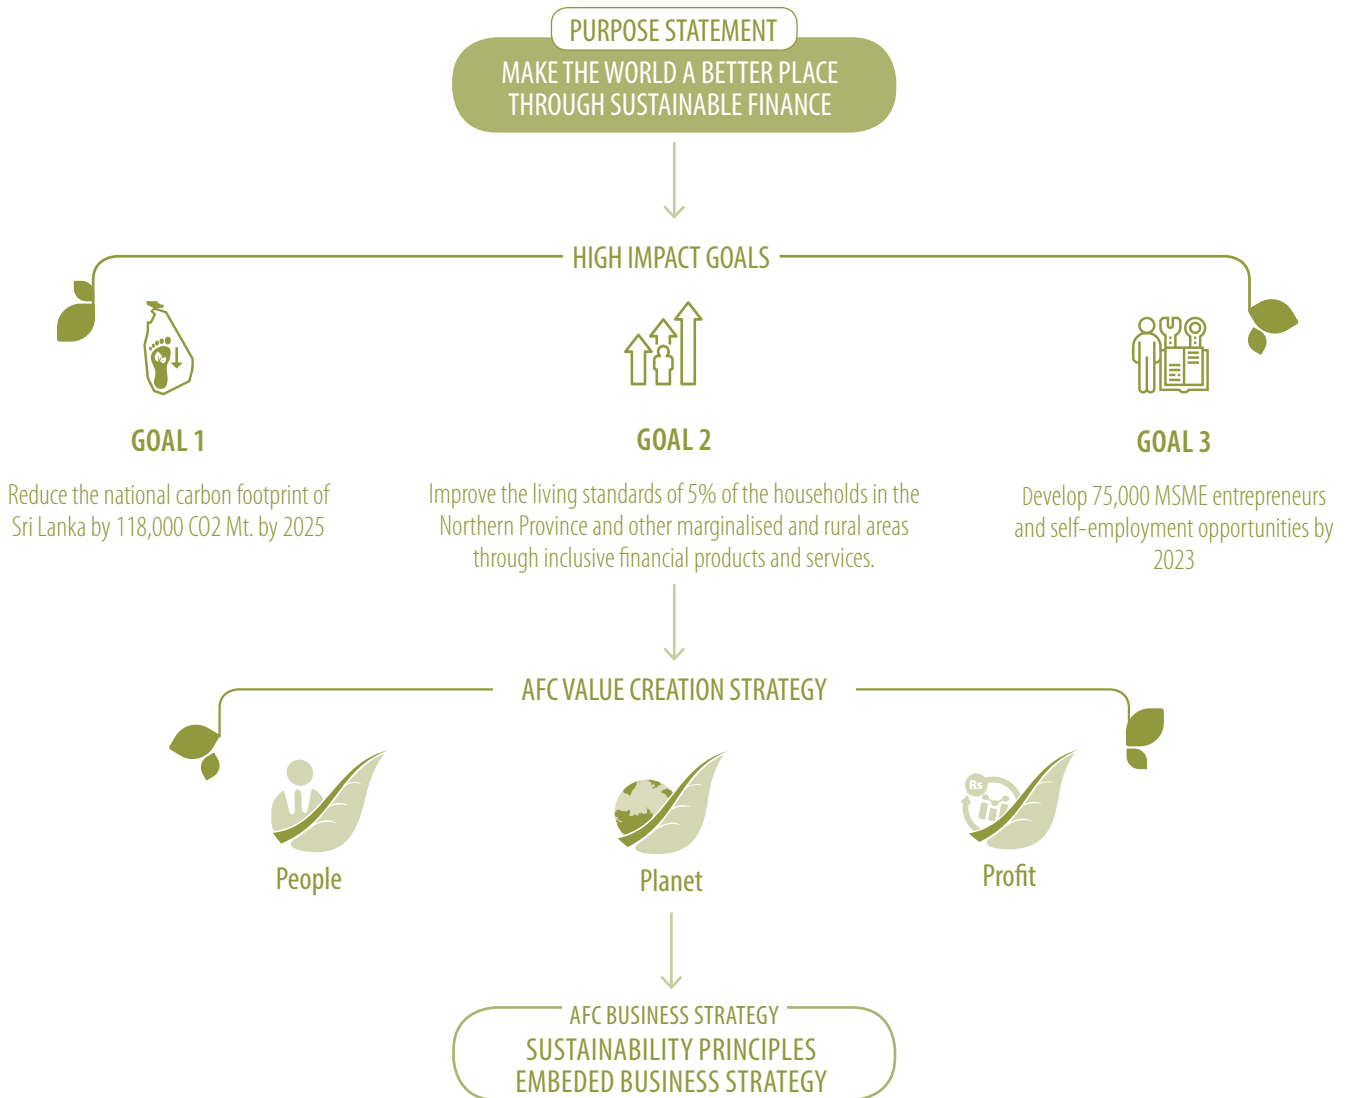 PURPOSE STATEMENT
MAKE THE WORLD A BETTER PLACE
THROUGH SUSTAINABLE FINANCE
HIGH IMPACT GOALS
GOAL 1
Reduce the national carbon footprint of
Sri Lanka by 118,000 CO2 Mt. by 2025
GOAL 2
Improve the living standards of 5% of the households in the
Northern Province and other marginalised and rural areas
through inclusive financial products and services.
GOAL 3
Develop 75,000 MSME entrepreneurs
and self-employment opportunities by
2023
AFC VALUE CREATION STRATEGY
People
Planet
Rs
Profit
AFC BUSINESS STRATEGY
SUSTAINABILITY PRINCIPLES
EMBEDED BUSINESS STRATEGY